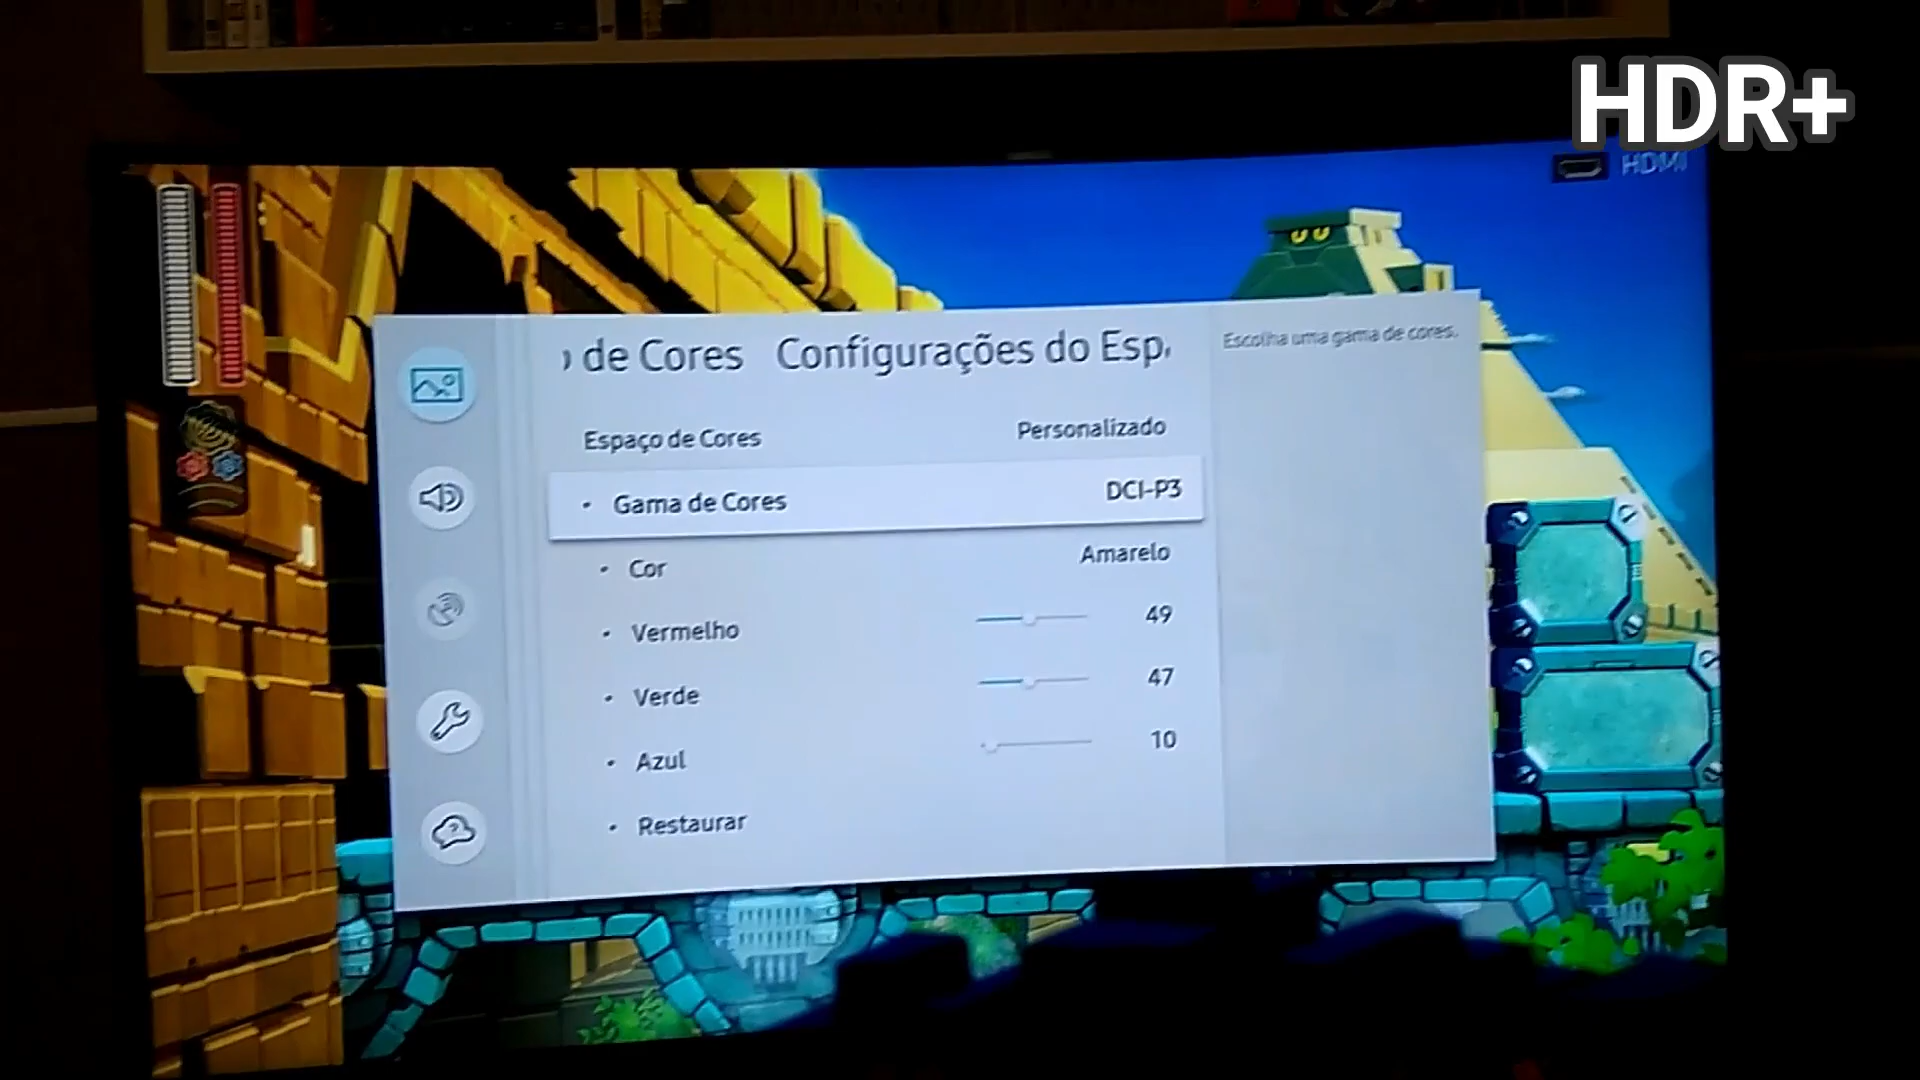 HDR+
HDMI
de Cores Configurações do Esp
Escolha uma gama de cores.
Espaço de Cores Personalizado
• Gama de Cores DCI-P3
• Cor Amarelo
• Vermelho 49
• Verde 47
• Azul 10
• Restaurar